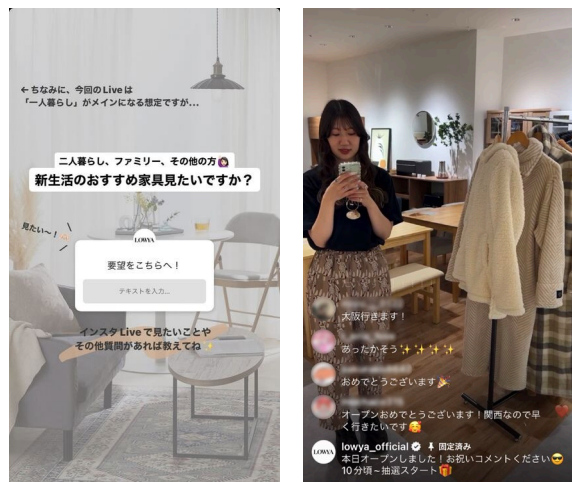 ← ちなみに、今回のLiveは
「一人暮らし」がメインになる想定ですが...
二人暮らし、ファミリー、その他の方🙆🏻‍♀️
新生活のおすすめ家具見たいですか？
見たい〜！
LOWYA
要望をこちらへ！
テキストを入力...
インスタLiveで見たいことや
その他質問があれば教えてね✨
大阪行きます！
あったかそう✨✨✨✨
おめでとうございます🎉
オープンおめでとうございます！関西なので早
く行きたいです🥰
LOWYA
lowya_official 固定済み
本日オープンしました！お祝いコメントください😎
10分頃~抽選スタート🎁